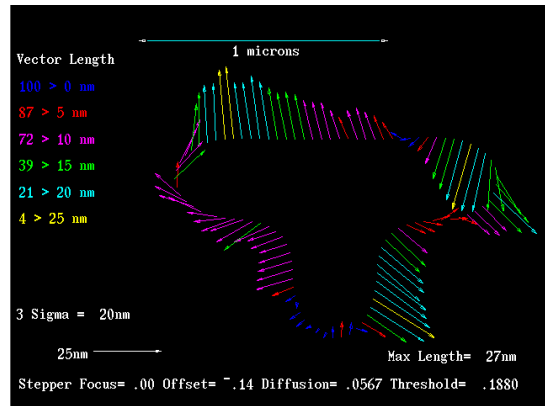 1 microns
Vector Length
100 > 0 nm
87 > 5 nm
72 > 10 nm
39 > 15 nm
21 > 20 nm
4 > 25 nm
3 Sigma = 20nm
25nm
Max Length= 27nm
Stepper Focus= .00 Offset= ‾.14 Diffusion= .0567 Threshold= .1880